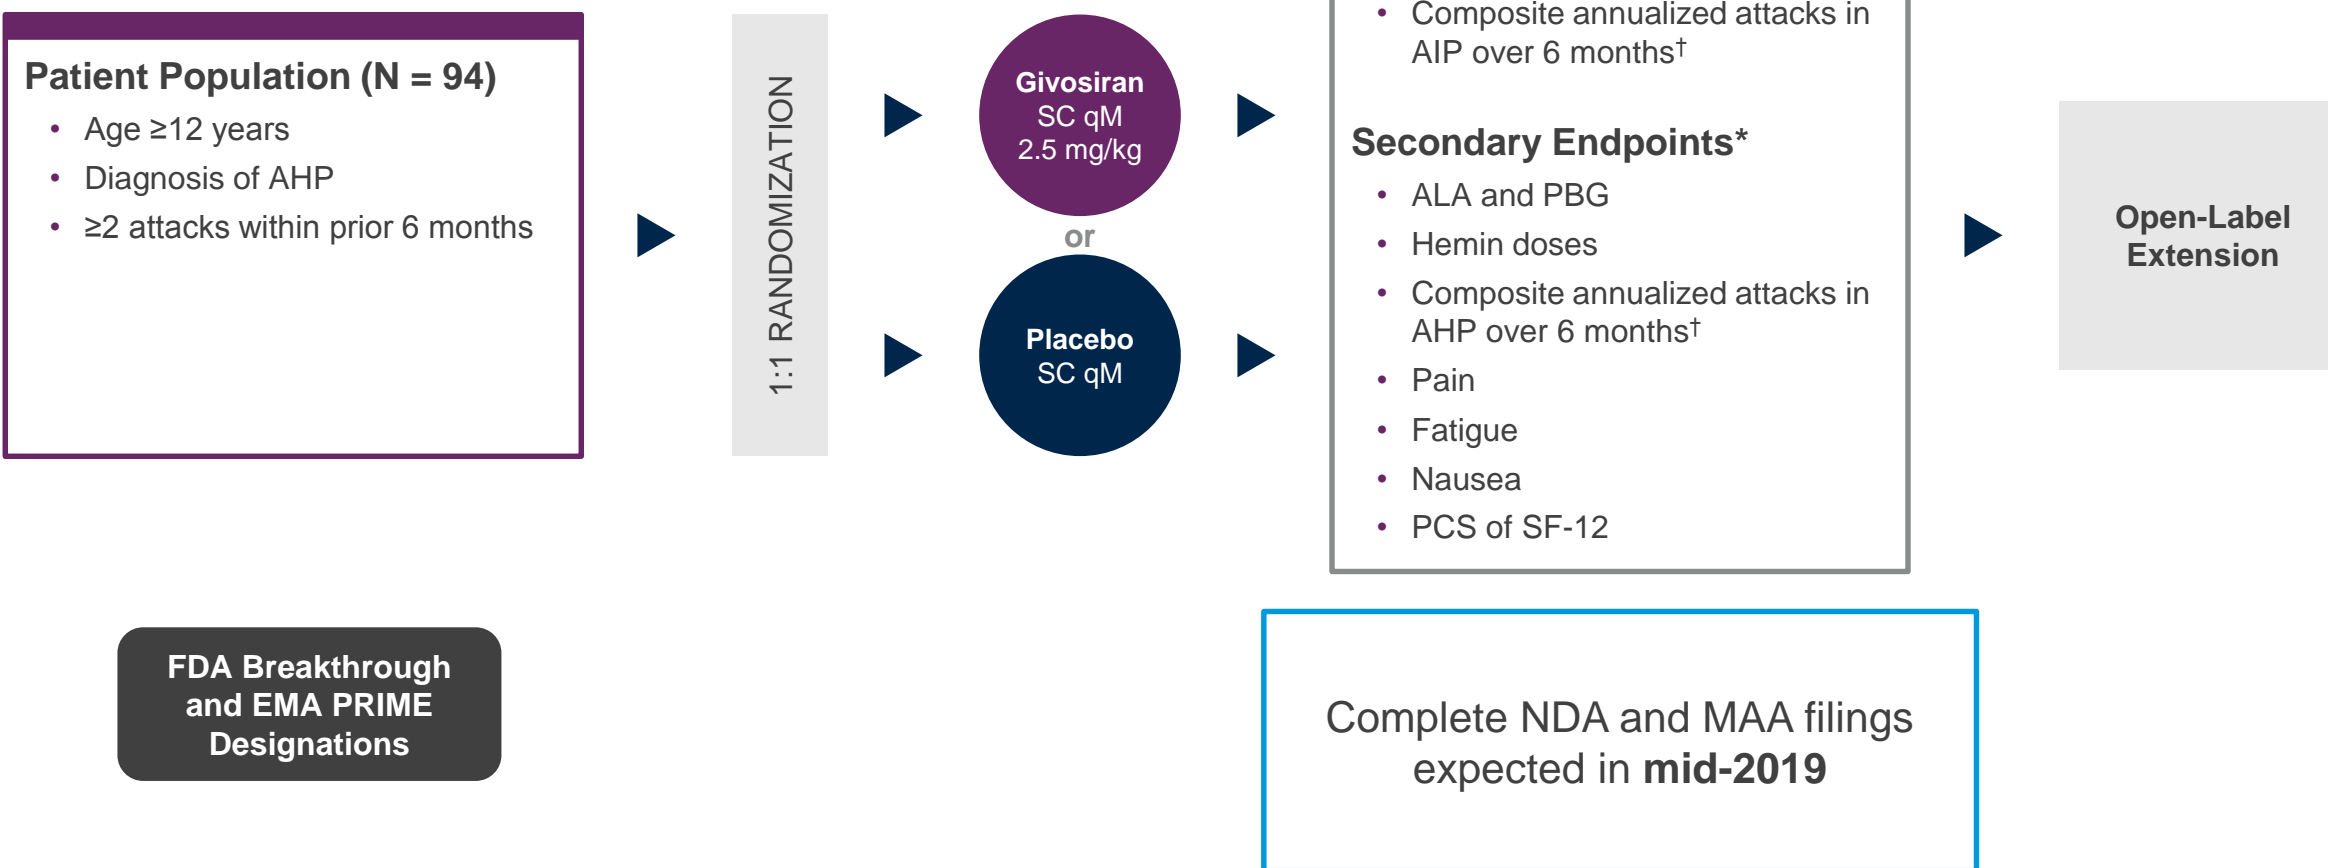 Patient Population (N = 94)
• Age ≥12 years
• Diagnosis of AHP
• ≥2 attacks within prior 6 months
1:1 RANDOMIZATION
Givosiran
SC qM
2.5 mg/kg
or
Placebo
SC qM
• Composite annualized attacks in
AIP over 6 months†
Secondary Endpoints*
• ALA and PBG
• Hemin doses
• Composite annualized attacks in
AHP over 6 months†
• Pain
• Fatigue
• Nausea
• PCS of SF-12
Open-Label
Extension
FDA Breakthrough
and EMA PRIME
Designations
Complete NDA and MAA filings
expected in mid-2019